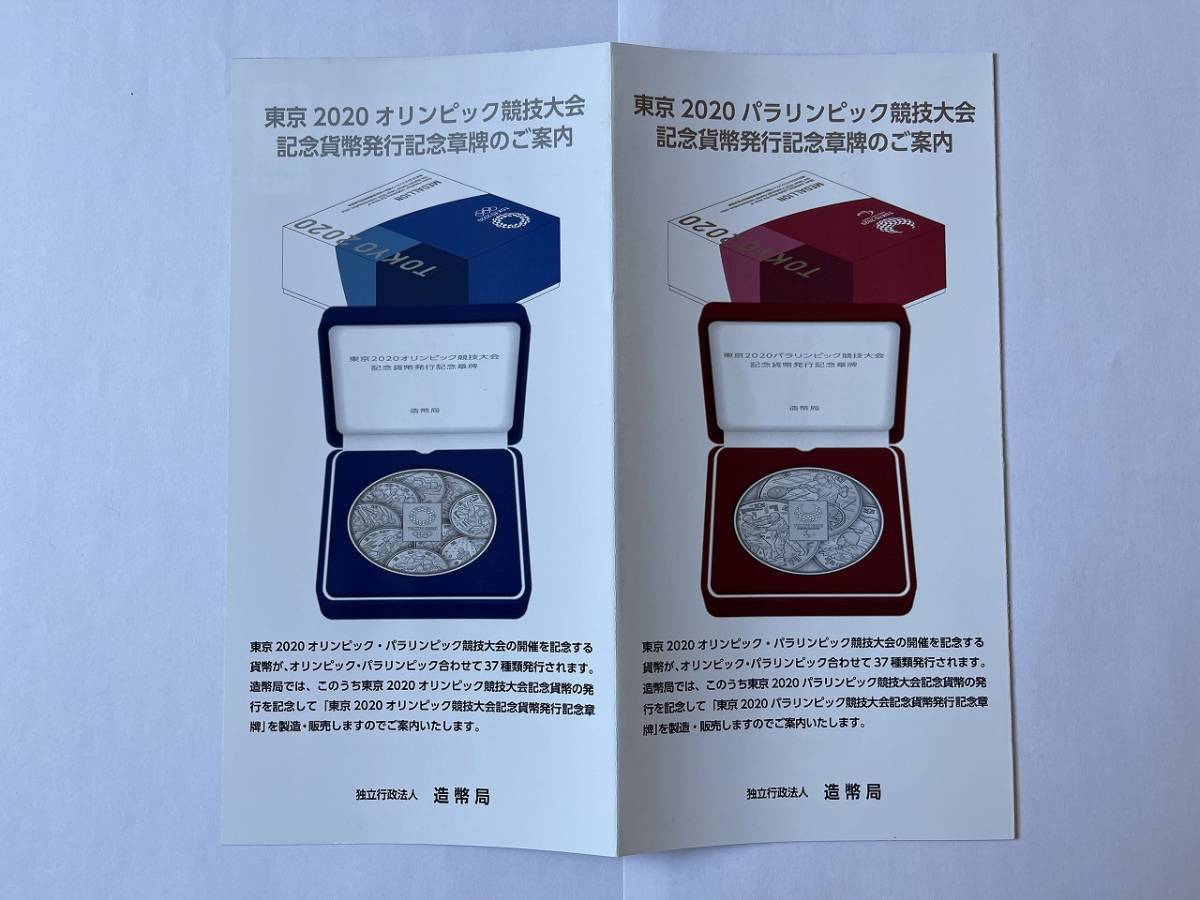 東京 2020 オリンピック競技大会
記念貨幣発行記念章牌のご案内
MEDALLION
TOKYO 2020
TOKYO 2020
東京2020オリンピック競技大会
記念貨幣発行記念章牌
造幣局
東京 2020 オリンピック・パラリンピック競技大会の開催を記念する
貨幣が、オリンピック・パラリンピック合わせて 37 種類発行されます。
造幣局では、このうち東京 2020 オリンピック競技大会記念貨幣の発
行を記念して「東京 2020 オリンピック競技大会記念貨幣発行記念章
牌」を製造・販売しますのでご案内いたします。
独立行政法人 造幣局
東京 2020 パラリンピック競技大会
記念貨幣発行記念章牌のご案内
MEDALLION
TOKYO 2020
TOKYO 2020
東京2020パラリンピック競技大会
記念貨幣発行記念章牌
造幣局
東京 2020 オリンピック・パラリンピック競技大会の開催を記念する
貨幣が、オリンピック・パラリンピック合わせて 37 種類発行されます。
造幣局では、このうち東京 2020 パラリンピック競技大会記念貨幣の発
行を記念して「東京 2020 パラリンピック競技大会記念貨幣発行記念章
牌」を製造・販売しますのでご案内いたします。
独立行政法人 造幣局